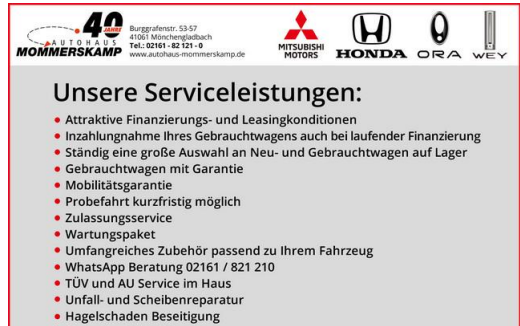 40 JAHRE
AUTOHAUS
MOMMERSKAMP
Burggrafenstr. 53-57
41061 Mönchengladbach
Tel.: 02161 - 82 121 - 0
www.autohaus-mommerskamp.de
MITSUBISHI
MOTORS
HONDA
ORA
WEY
Unsere Serviceleistungen:
• Attraktive Finanzierungs- und Leasingkonditionen
• Inzahlungnahme Ihres Gebrauchtwagens auch bei laufender Finanzierung
• Ständig eine große Auswahl an Neu- und Gebrauchtwagen auf Lager
• Gebrauchtwagen mit Garantie
• Mobilitätsgarantie
• Probefahrt kurzfristig möglich
• Zulassungsservice
• Wartungspaket
• Umfangreiches Zubehör passend zu Ihrem Fahrzeug
• WhatsApp Beratung 02161 / 821 210
• TÜV und AU Service im Haus
• Unfall- und Scheibenreparatur
• Hagelschaden Beseitigung